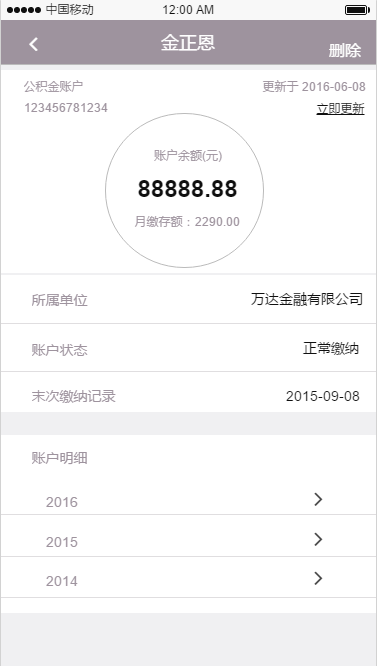 中国移动 12:00 AM
金正恩
删除
公积金账户 更新于 2016-06-08
123456781234 立即更新
账户余额(元)
88888.88
月缴存额：2290.00
所属单位 万达金融有限公司
账户状态 正常缴纳
末次缴纳记录 2015-09-08
账户明细
2016
2015
2014